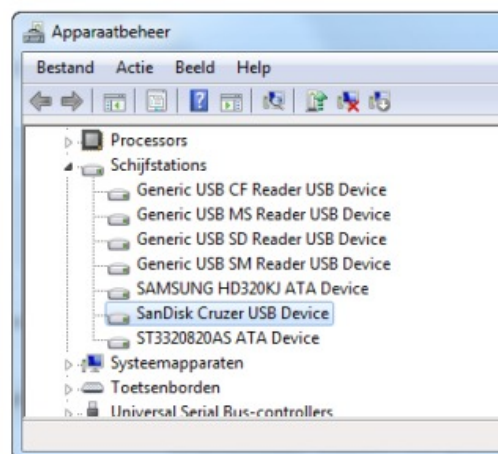 Apparaatbeheer
Bestand Actie Beeld Help
Processors
Schijfstations
Generic USB CF Reader USB Device
Generic USB MS Reader USB Device
Generic USB SD Reader USB Device
Generic USB SM Reader USB Device
SAMSUNG HD320KJ ATA Device
SanDisk Cruzer USB Device
ST3320820AS ATA Device
Systeemapparaten
Toetsenborden
Universal Serial Bus-controllers